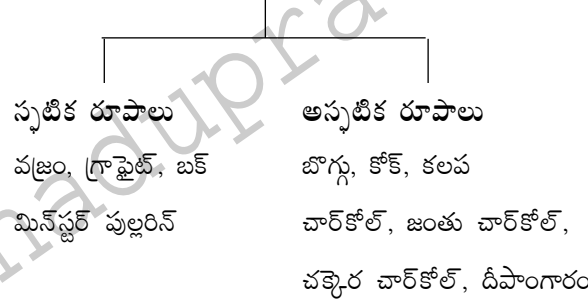 స్ఫటిక రూపాలు
వజ్రం, గ్రాఫైట్, బక్
మిన్‌స్టర్ పుల్లరిన్
అస్ఫటిక రూపాలు
బొగ్గు, కోక్, కలప
చార్‌కోల్, జంతు చార్‌కోల్,
చక్కెర చార్‌కోల్, దీపాంగారం